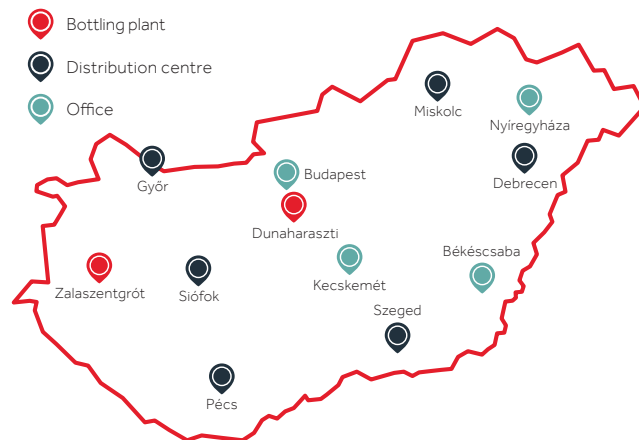 Bottling plant
Distribution centre
Office
Miskolc
Nyíregyháza
Debrecen
Győr
Budapest
Dunaharaszti
Zalaszentgrót
Siófok
Kecskemét
Békéscsaba
Szeged
Pécs